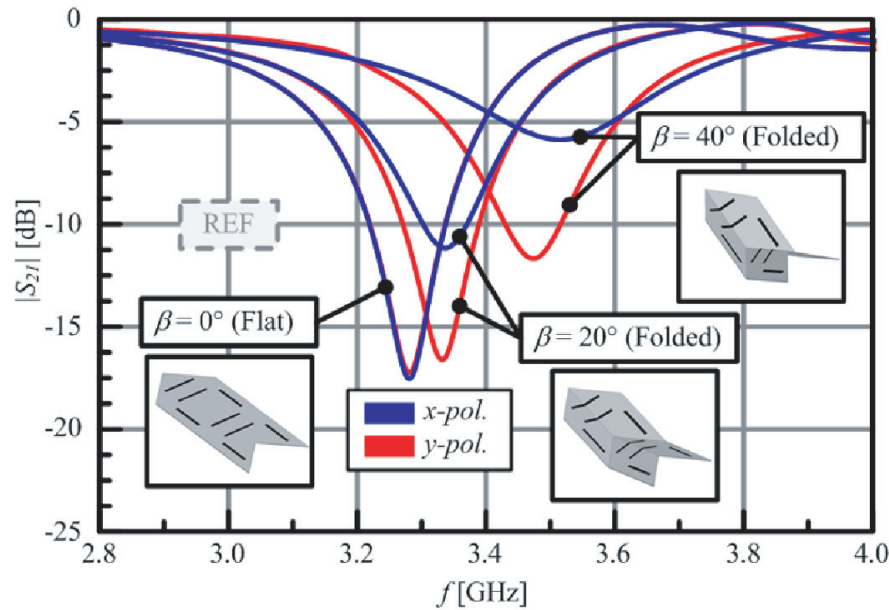 0
-5
-10
-15
-20
-25
|S21| [dB]
2.8
3.0
3.2
3.4
3.6
3.8
4.0
f [GHz]
REF
β = 0° (Flat)
β = 20° (Folded)
β = 40° (Folded)
x-pol.
y-pol.